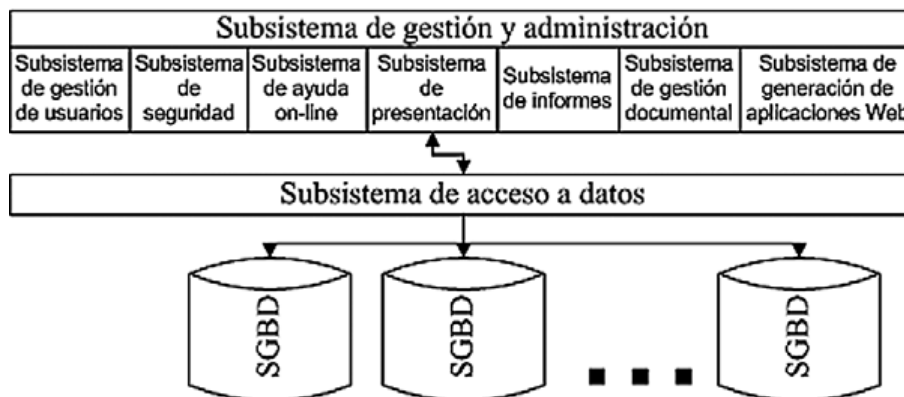 Subsistema de gestión y administración
Subsistema
de gestión
de usuarios
Subsistema
de
seguridad
Subsistema
de ayuda
on-line
Subsistema
de
presentación
Subsistema
de informes
Subsistema
de gestión
documental
Subsistema de
generación de
aplicaciones Web
Subsistema de acceso a datos
SGBD
SGBD
SGBD